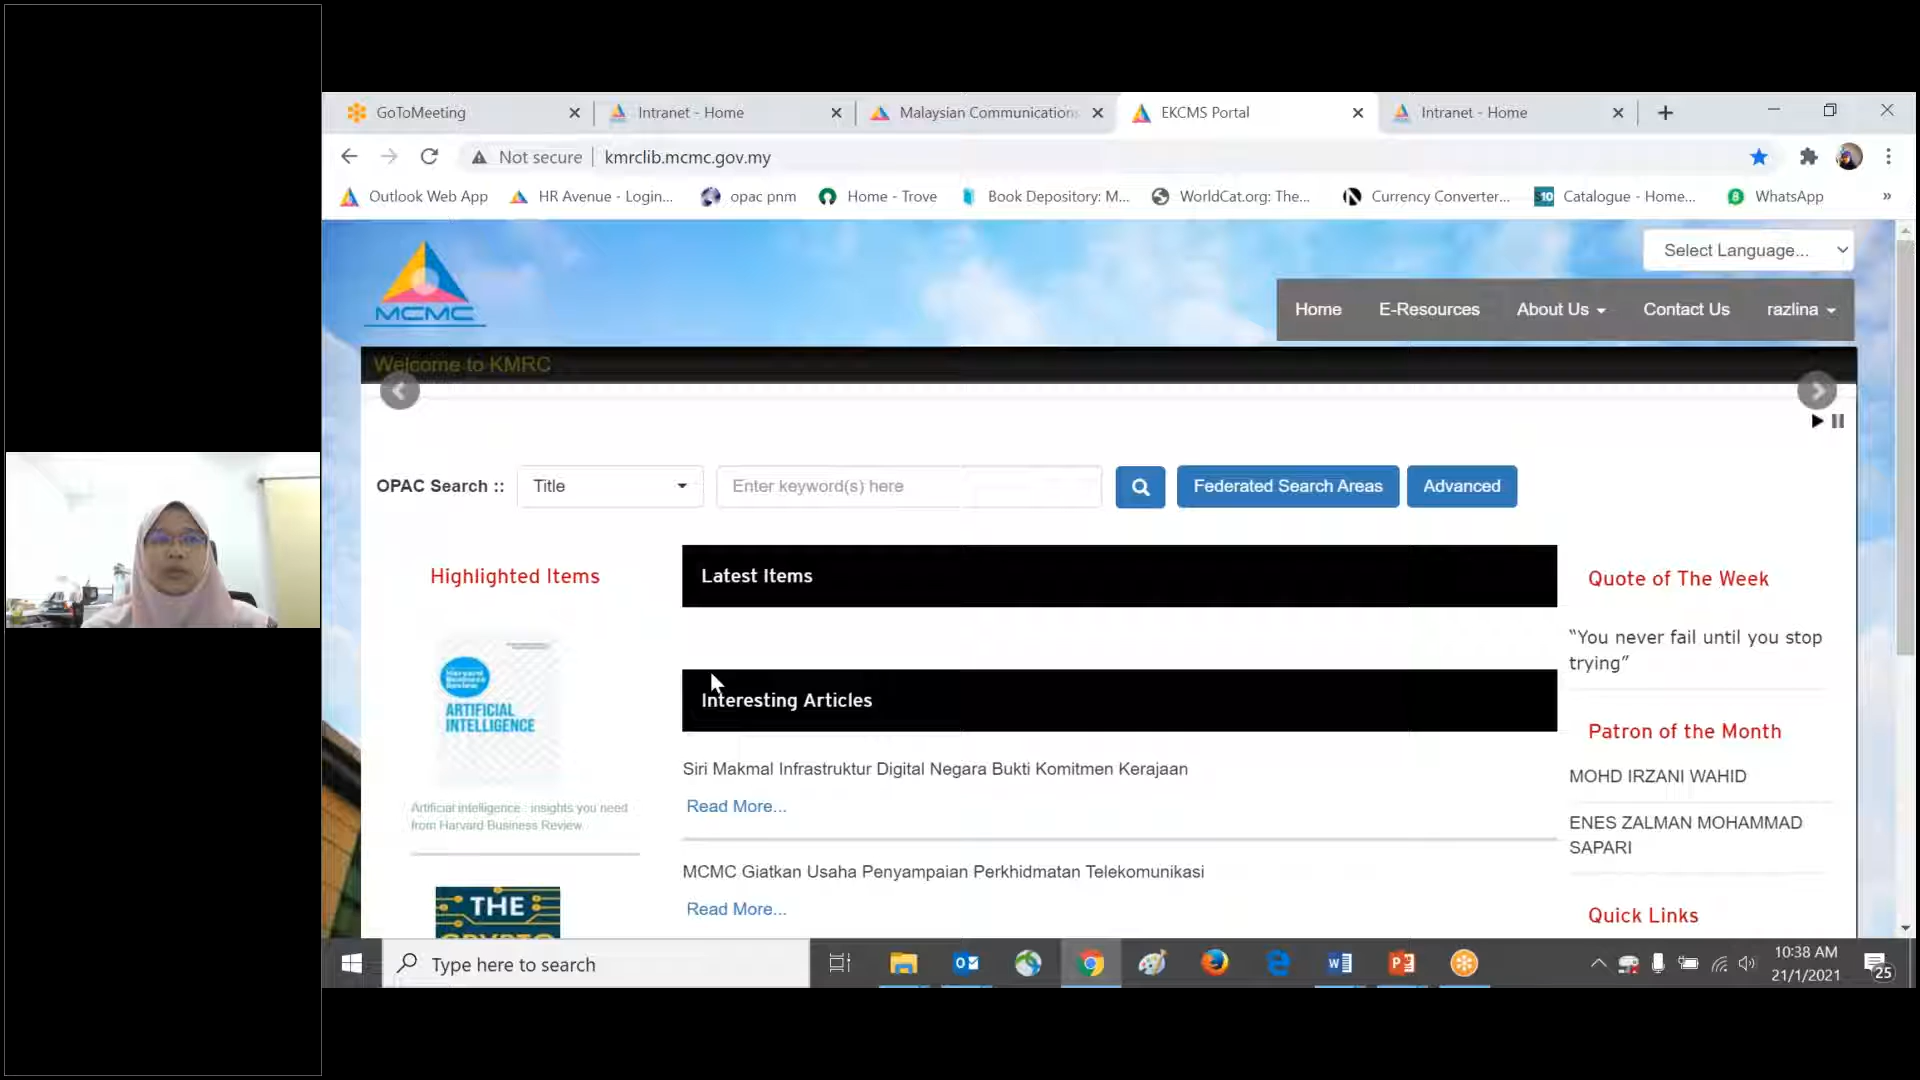 GoToMeeting
Intranet - Home
Malaysian Communications
EKCMS Portal
Intranet - Home
Not secure
kmrclib.mcmc.gov.my
Outlook Web App
HR Avenue - Login...
opac pnm
Home - Trove
Book Depository: M...
WorldCat.org: The...
Currency Converter...
Catalogue - Home...
WhatsApp
»
MCMC
Select Language...
Home
E-Resources
About Us
Contact Us
razlina
Welcome to KMRC
OPAC Search ::
Title
Enter keyword(s) here
Federated Search Areas
Advanced
Highlighted Items
Harvard Business Review
ARTIFICIAL
INTELLIGENCE
Artificial intelligence : insights you need
from Harvard Business Review
THE
CRYPTO
Latest Items
Interesting Articles
Siri Makmal Infrastruktur Digital Negara Bukti Komitmen Kerajaan
Read More...
MCMC Giatkan Usaha Penyampaian Perkhidmatan Telekomunikasi
Read More...
Quote of The Week
“You never fail until you stop
trying”
Patron of the Month
MOHD IRZANI WAHID
ENES ZALMAN MOHAMMAD
SAPARI
Quick Links
Type here to search
10:38 AM
21/1/2021
25